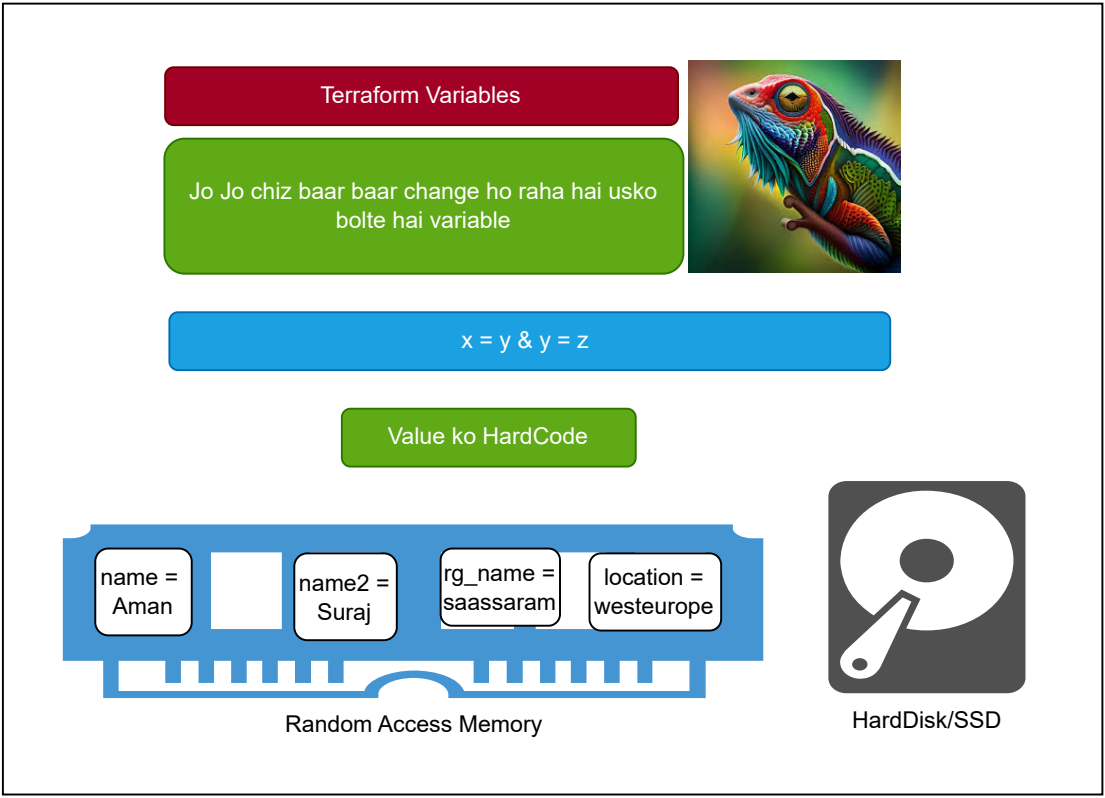 Terraform Variables
Jo Jo chiz baar baar change ho raha hai usko
bolte hai variable
x = y & y = z
Value ko HardCode
name =
Aman
name2 =
Suraj
rg_name =
saassaram
location =
westeurope
Random Access Memory
HardDisk/SSD